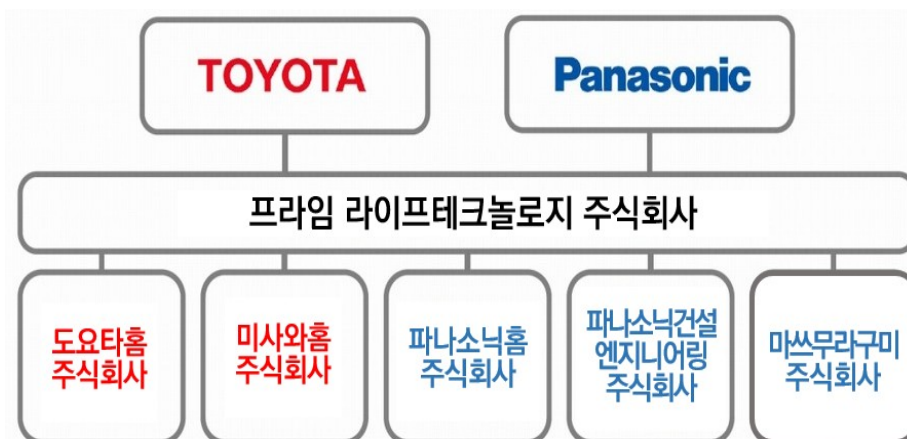 TOYOTA
Panasonic
프라임 라이프테크놀로지 주식회사
도요타홈
주식회사
미사와홈
주식회사
파나소닉홈
주식회사
파나소닉건설
엔지니어링
주식회사
마쓰무라구미
주식회사